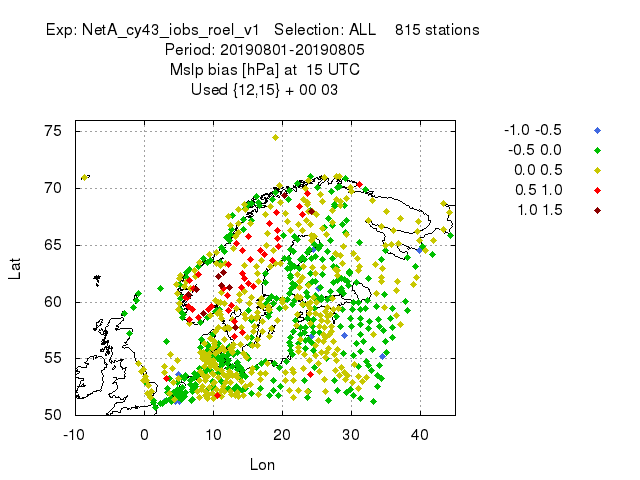 Exp: NetA_cy43_iobs_roel_v1 Selection: ALL 815 stations
Period: 20190801-20190805
Mslp bias [hPa] at 15 UTC
Used {12,15} + 00 03
75
70
65
60
55
50
Lat
-10
0
10
20
30
40
Lon
-1.0 -0.5
-0.5 0.0
0.0 0.5
0.5 1.0
1.0 1.5